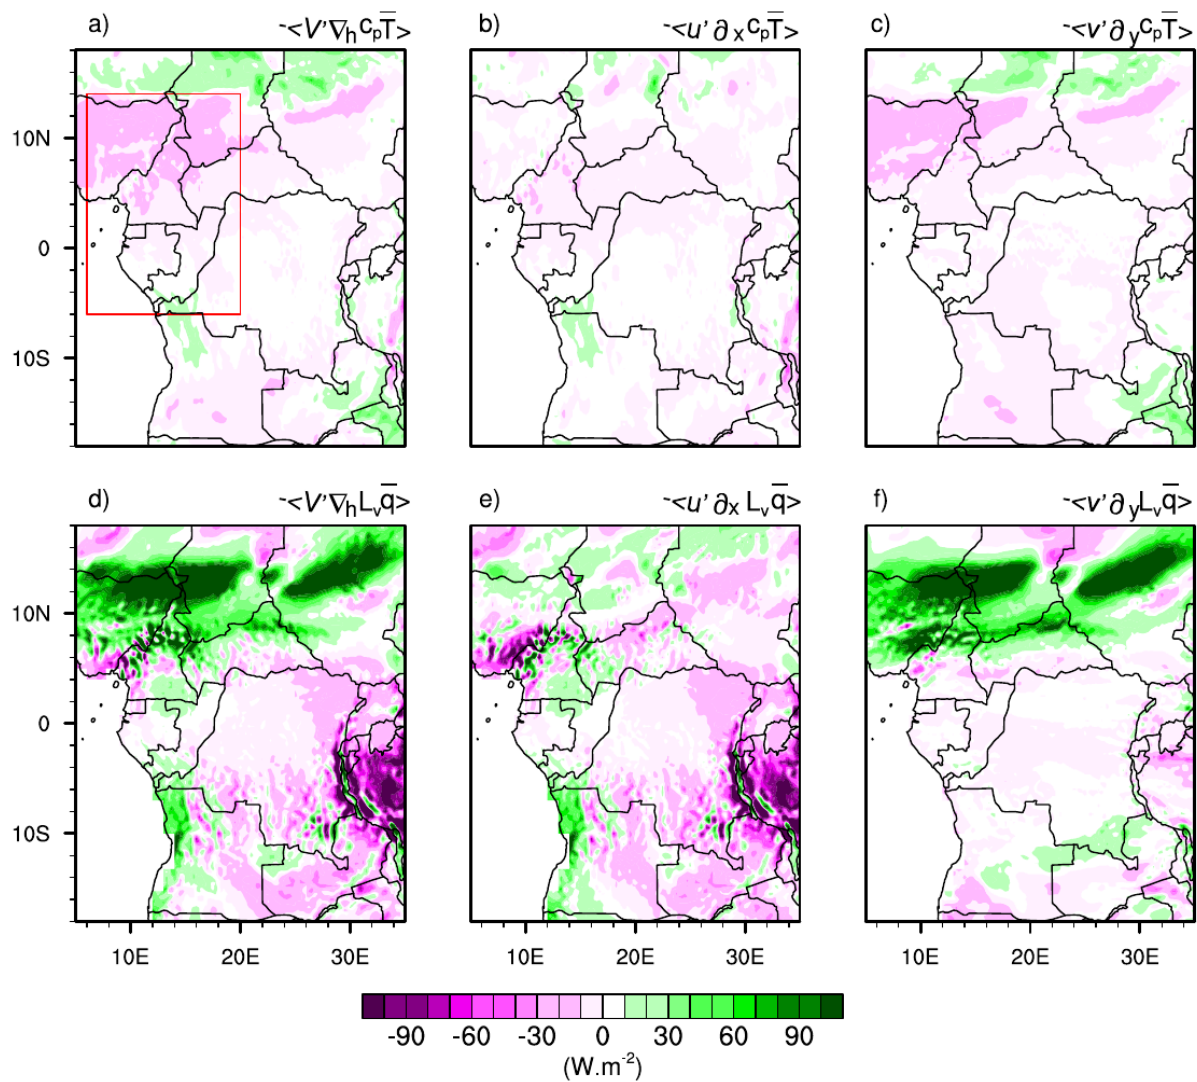 a) -<V’∇hcpT̅>
b) -<u’∂xcpT̅>
c) -<v’∂ycpT̅>
10N
0
10S
d) -<V’∇hLvq̅>
e) -<u’∂xLvq̅>
f) -<v’∂yLvq̅>
10N
0
10S
10E 20E 30E 10E 20E 30E 10E 20E 30E
-90 -60 -30 0 30 60 90
(W.m⁻²)